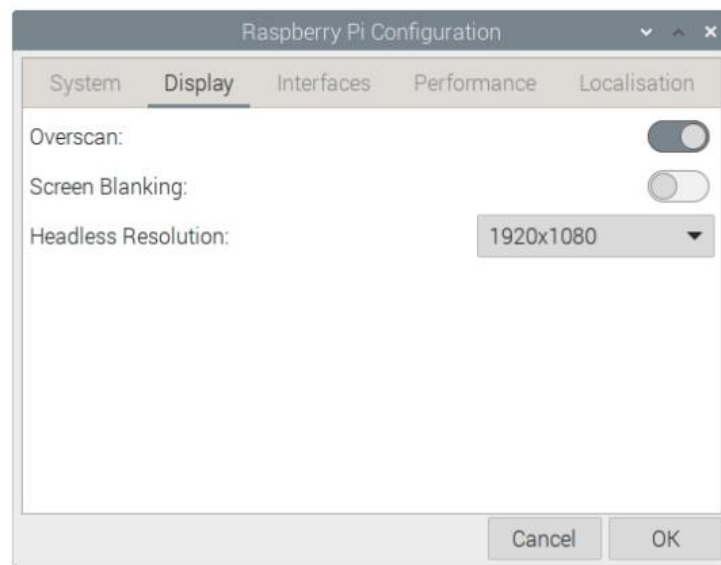 Raspberry Pi Configuration
System Display Interfaces Performance Localisation
Overscan:
Screen Blanking:
Headless Resolution: 1920x1080
Cancel OK